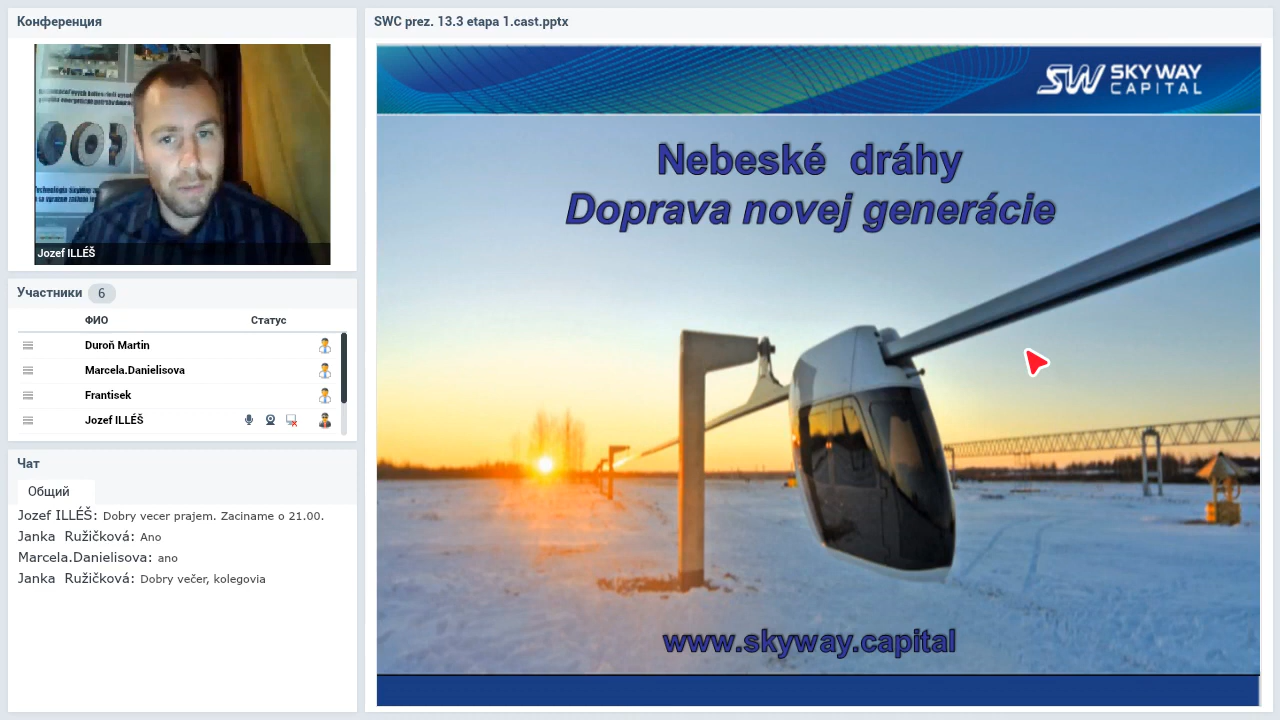 Конференция
Jozef ILLÉŠ
Участники 6
ФИО Статус
Duroň Martin
Marcela.Danielisova
Frantisek
Jozef ILLÉŠ
Чат
Общий
Jozef ILLÉŠ: Dobry vecer prajem. Zaciname o 21.00.
Janka Ružičková: Ano
Marcela.Danielisova: ano
Janka Ružičková: Dobry večer, kolegovia
SWC prez. 13.3 etapa 1.cast.pptx
SW SKY WAY
CAPITAL
Nebeské dráhy
Doprava novej generácie
www.skyway.capital